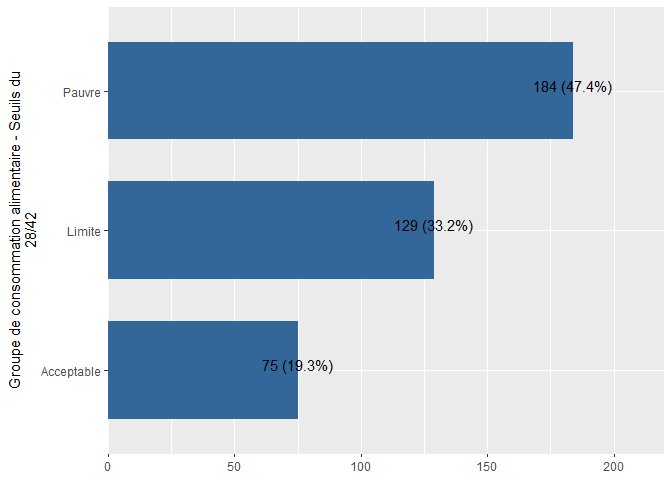 Groupe de consommation alimentaire - Seuils du
28/42
Pauvre
184 (47.4%)
Limite
129 (33.2%)
Acceptable
75 (19.3%)
0
50
100
150
200